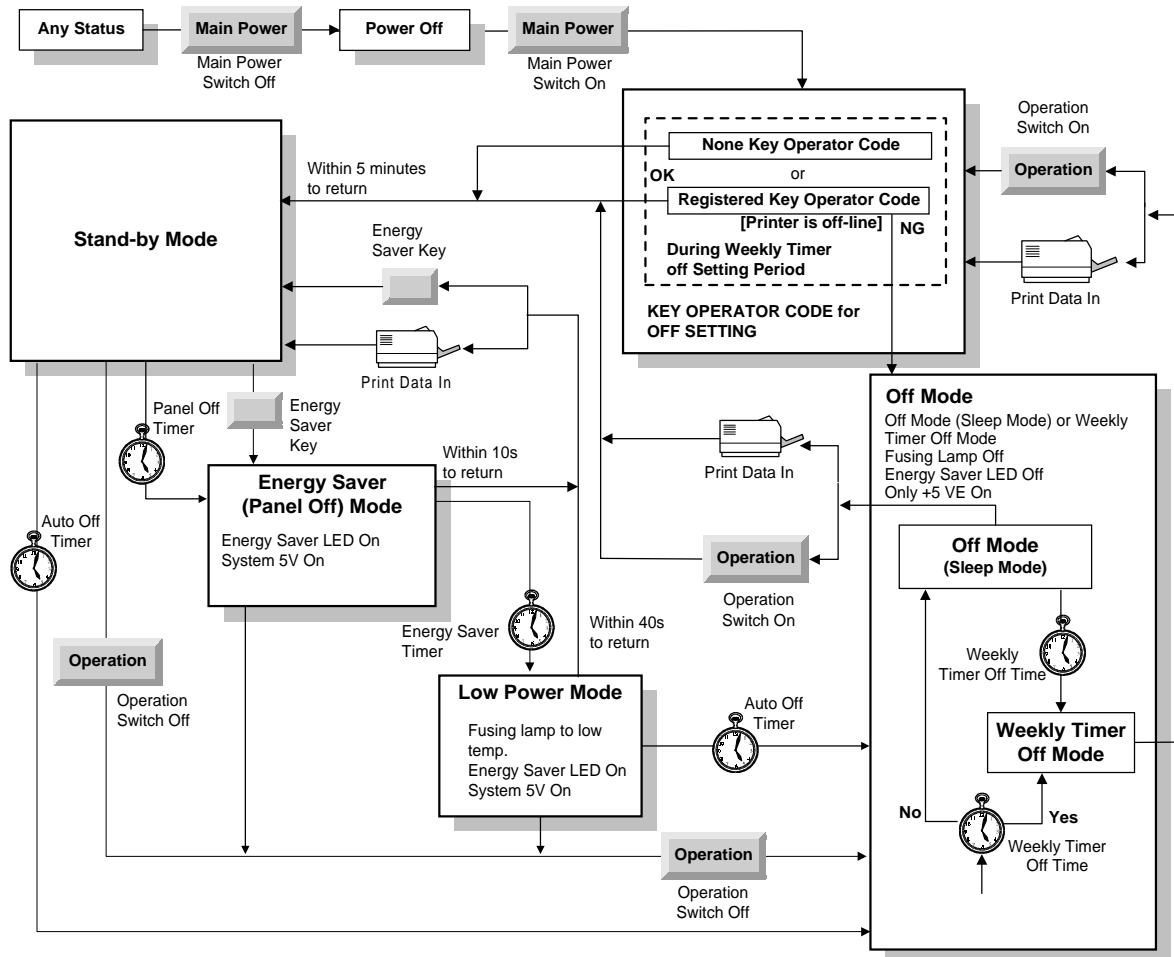 Any Status
Main Power
Main Power
Switch Off
Power Off
Main Power
Main Power
Switch On
Operation
Switch On
Operation
Print Data In
None Key Operator Code
or
OK
Registered Key Operator Code
[Printer is off-line]
NG
During Weekly Timer
off Setting Period
KEY OPERATOR CODE for
OFF SETTING
Within 5 minutes
to return
Stand-by Mode
Energy
Saver Key
Print Data In
Panel Off
Timer
Energy
Saver
Key
Within 10s
to return
Energy Saver
(Panel Off) Mode
Energy Saver LED On
System 5V On
Auto Off
Timer
Operation
Operation
Switch Off
Energy Saver
Timer
Within 40s
to return
Print Data In
Operation
Operation
Switch On
Low Power Mode
Fusing lamp to low
temp.
Energy Saver LED On
System 5V On
Auto Off
Timer
Operation
Operation
Switch Off
Off Mode
Off Mode (Sleep Mode) or Weekly
Timer Off Mode
Fusing Lamp Off
Energy Saver LED Off
Only +5 VE On
Off Mode
(Sleep Mode)
Weekly
Timer Off Time
Weekly Timer
Off Mode
No
Yes
Weekly Timer
Off Time